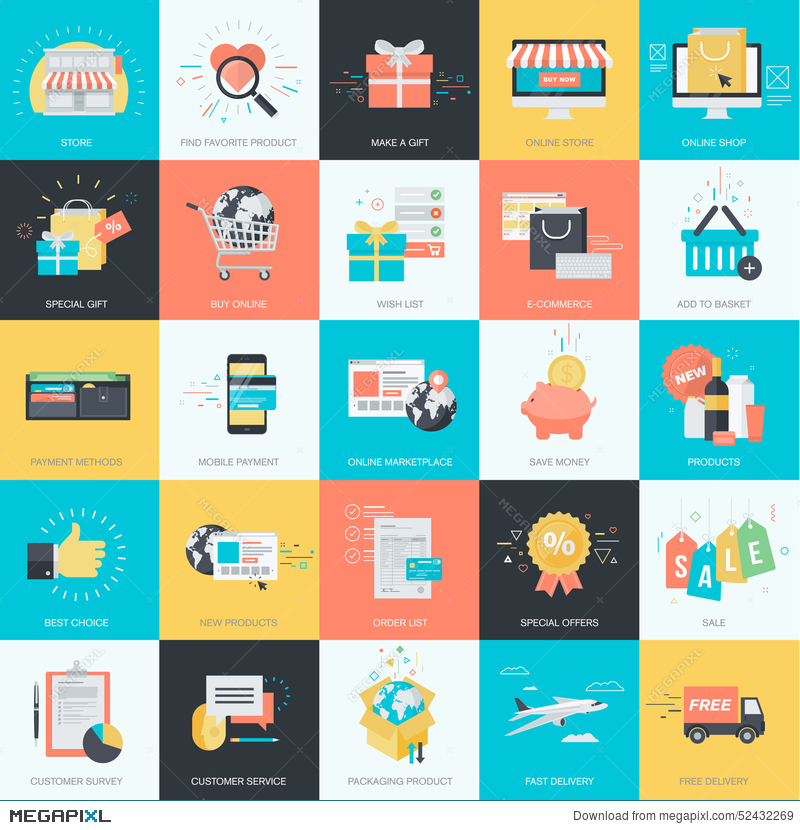 STORE
FIND FAVORITE PRODUCT
MAKE A GIFT
BUY NOW
ONLINE STORE
ONLINE SHOP
%
SPECIAL GIFT
BUY ONLINE
WISH LIST
E-COMMERCE
ADD TO BASKET
PAYMENT METHODS
MOBILE PAYMENT
ONLINE MARKETPLACE
$
SAVE MONEY
NEW
PRODUCTS
BEST CHOICE
NEW PRODUCTS
ORDER LIST
%
SPECIAL OFFERS
SALE
SALE
CUSTOMER SURVEY
CUSTOMER SERVICE
PACKAGING PRODUCT
FAST DELIVERY
FREE
FREE DELIVERY
MEGAPIXL
Download from megapixl.com/52432269